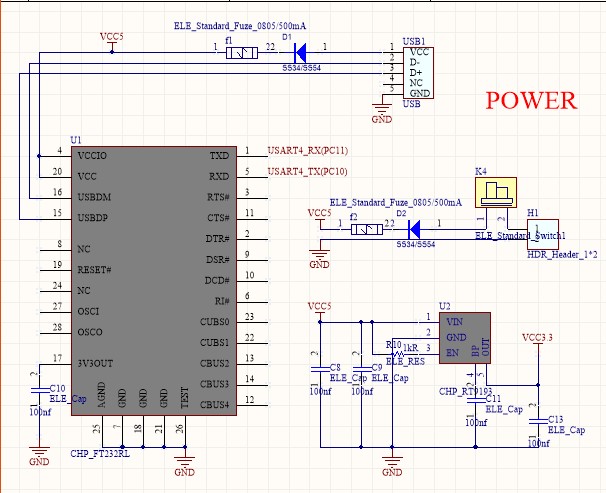 ELE_Standard_Fuze_0805/500mA
VCC5
f1
D1
USB1
1
22
1
SS34/SS54
1
VCC
2
D-
3
D+
4
NC
5
GND
USB
GND
POWER
U1
4
VCCIO
TXD
1
USART4_RX(PC11)
20
VCC
RXD
5
USART4_TX(PC10)
16
USBDM
RTS#
3
15
USBDP
CTS#
11
DTR#
2
8
NC
DSR#
9
19
RESET#
DCD#
10
24
NC
RI#
6
27
OSCI
CUBS0
23
28
OSCO
CUBS1
22
17
3V3OUT
CBUS2
13
CBUS3
14
CBUS4
12
AGND
GND
GND
GND
TEST
25
7
18
21
26
2
C10
ELE_Cap
100nf
1
CHP_FT232RL
GND
GND
K4
ELE_Standard_Fuze_0805/500mA
VCC5
f2
D2
1
22
1
SS34/SS54
GND
1
2
H1
ELE_Standard_Switch1
HDR_Header_1*2
VCC5
U2
1
VIN
2
GND
3
EN
BP
OUT
4
5
R10
1kR
ELE_RES
CHP_RT9193
VCC3.3
2
C8
ELE_Cap
1
100nf
2
C9
ELE_Cap
1
100nf
C11
ELE_Cap
100nf
2
C13
ELE_Cap
100nf
GND